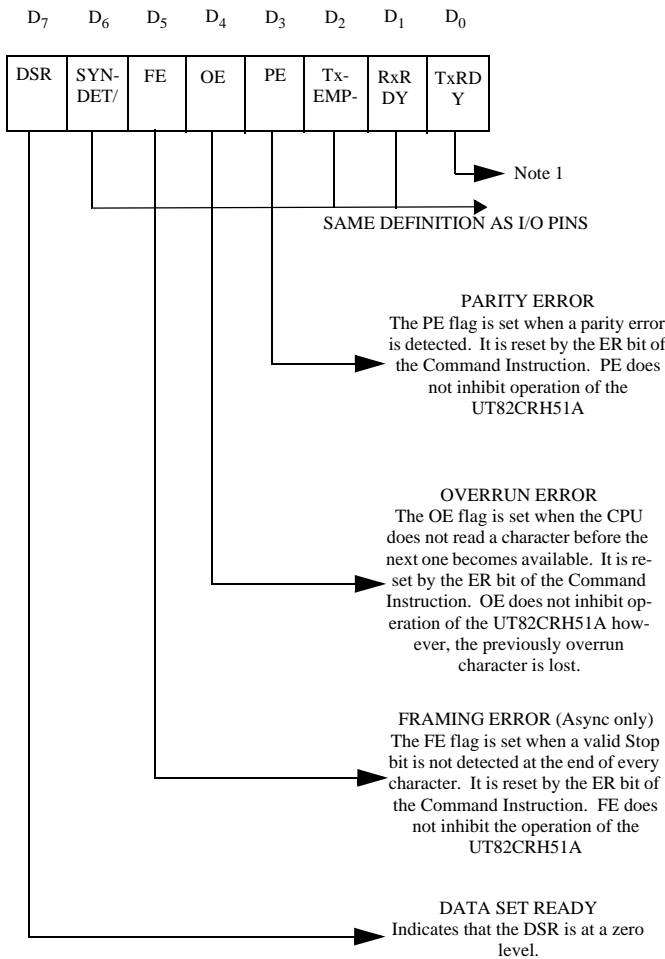 D7 D6 D5 D4 D3 D2 D1 D0
DSR SYN- FE OE PE Tx- RxR TxRD
DET/ EMP- DY Y
Note 1
SAME DEFINITION AS I/O PINS
PARITY ERROR
The PE flag is set when a parity error
is detected. It is reset by the ER bit of
the Command Instruction. PE does
not inhibit operation of the
UT82CRH51A
OVERRUN ERROR
The OE flag is set when the CPU
does not read a character before the
next one becomes available. It is re-
set by the ER bit of the Command
Instruction. OE does not inhibit op-
eration of the UT82CRH51A how-
ever, the previously overrun
character is lost.
FRAMING ERROR (Async only)
The FE flag is set when a valid Stop
bit is not detected at the end of every
character. It is reset by the ER bit of
the Command Instruction. FE does
not inhibit the operation of the
UT82CRH51A
DATA SET READY
Indicates that the DSR is at a zero
level.